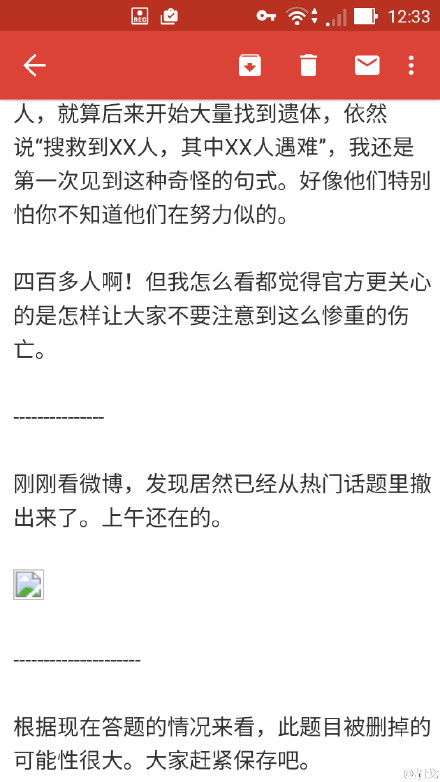 REC
12:33
人，就算后来开始大量找到遗体，依然
说“搜救到XX人，其中XX人遇难”，我还是
第一次见到这种奇怪的句式。好像他们特别
怕你不知道他们在努力似的。
四百多人啊！但我怎么看都觉得官方更关心
的是怎样让大家不要注意到这么惨重的伤
亡。
---------------
刚刚看微博，发现居然已经从热门话题里撤
出来了。上午还在的。
---------------------
根据现在答题的情况来看，此题目被删掉的
可能性很大。大家赶紧保存吧。